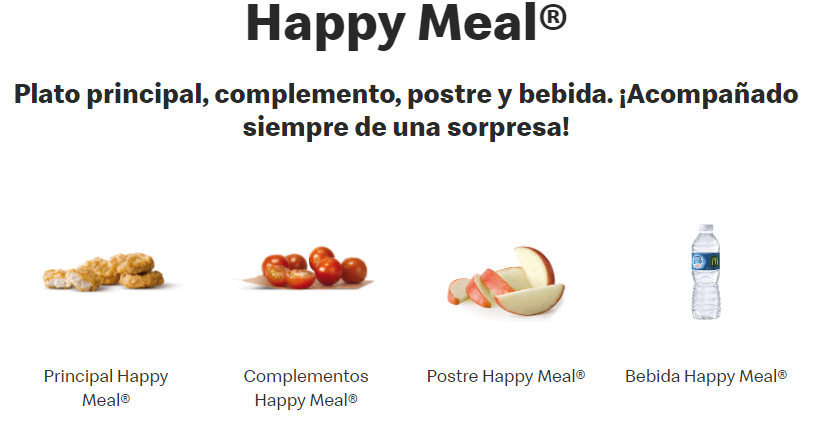 Happy Meal®
Plato principal, complemento, postre y bebida. ¡Acompañado
siempre de una sorpresa!
Principal Happy
Meal®
Complementos
Happy Meal®
Postre Happy Meal®
Bebida Happy Meal®